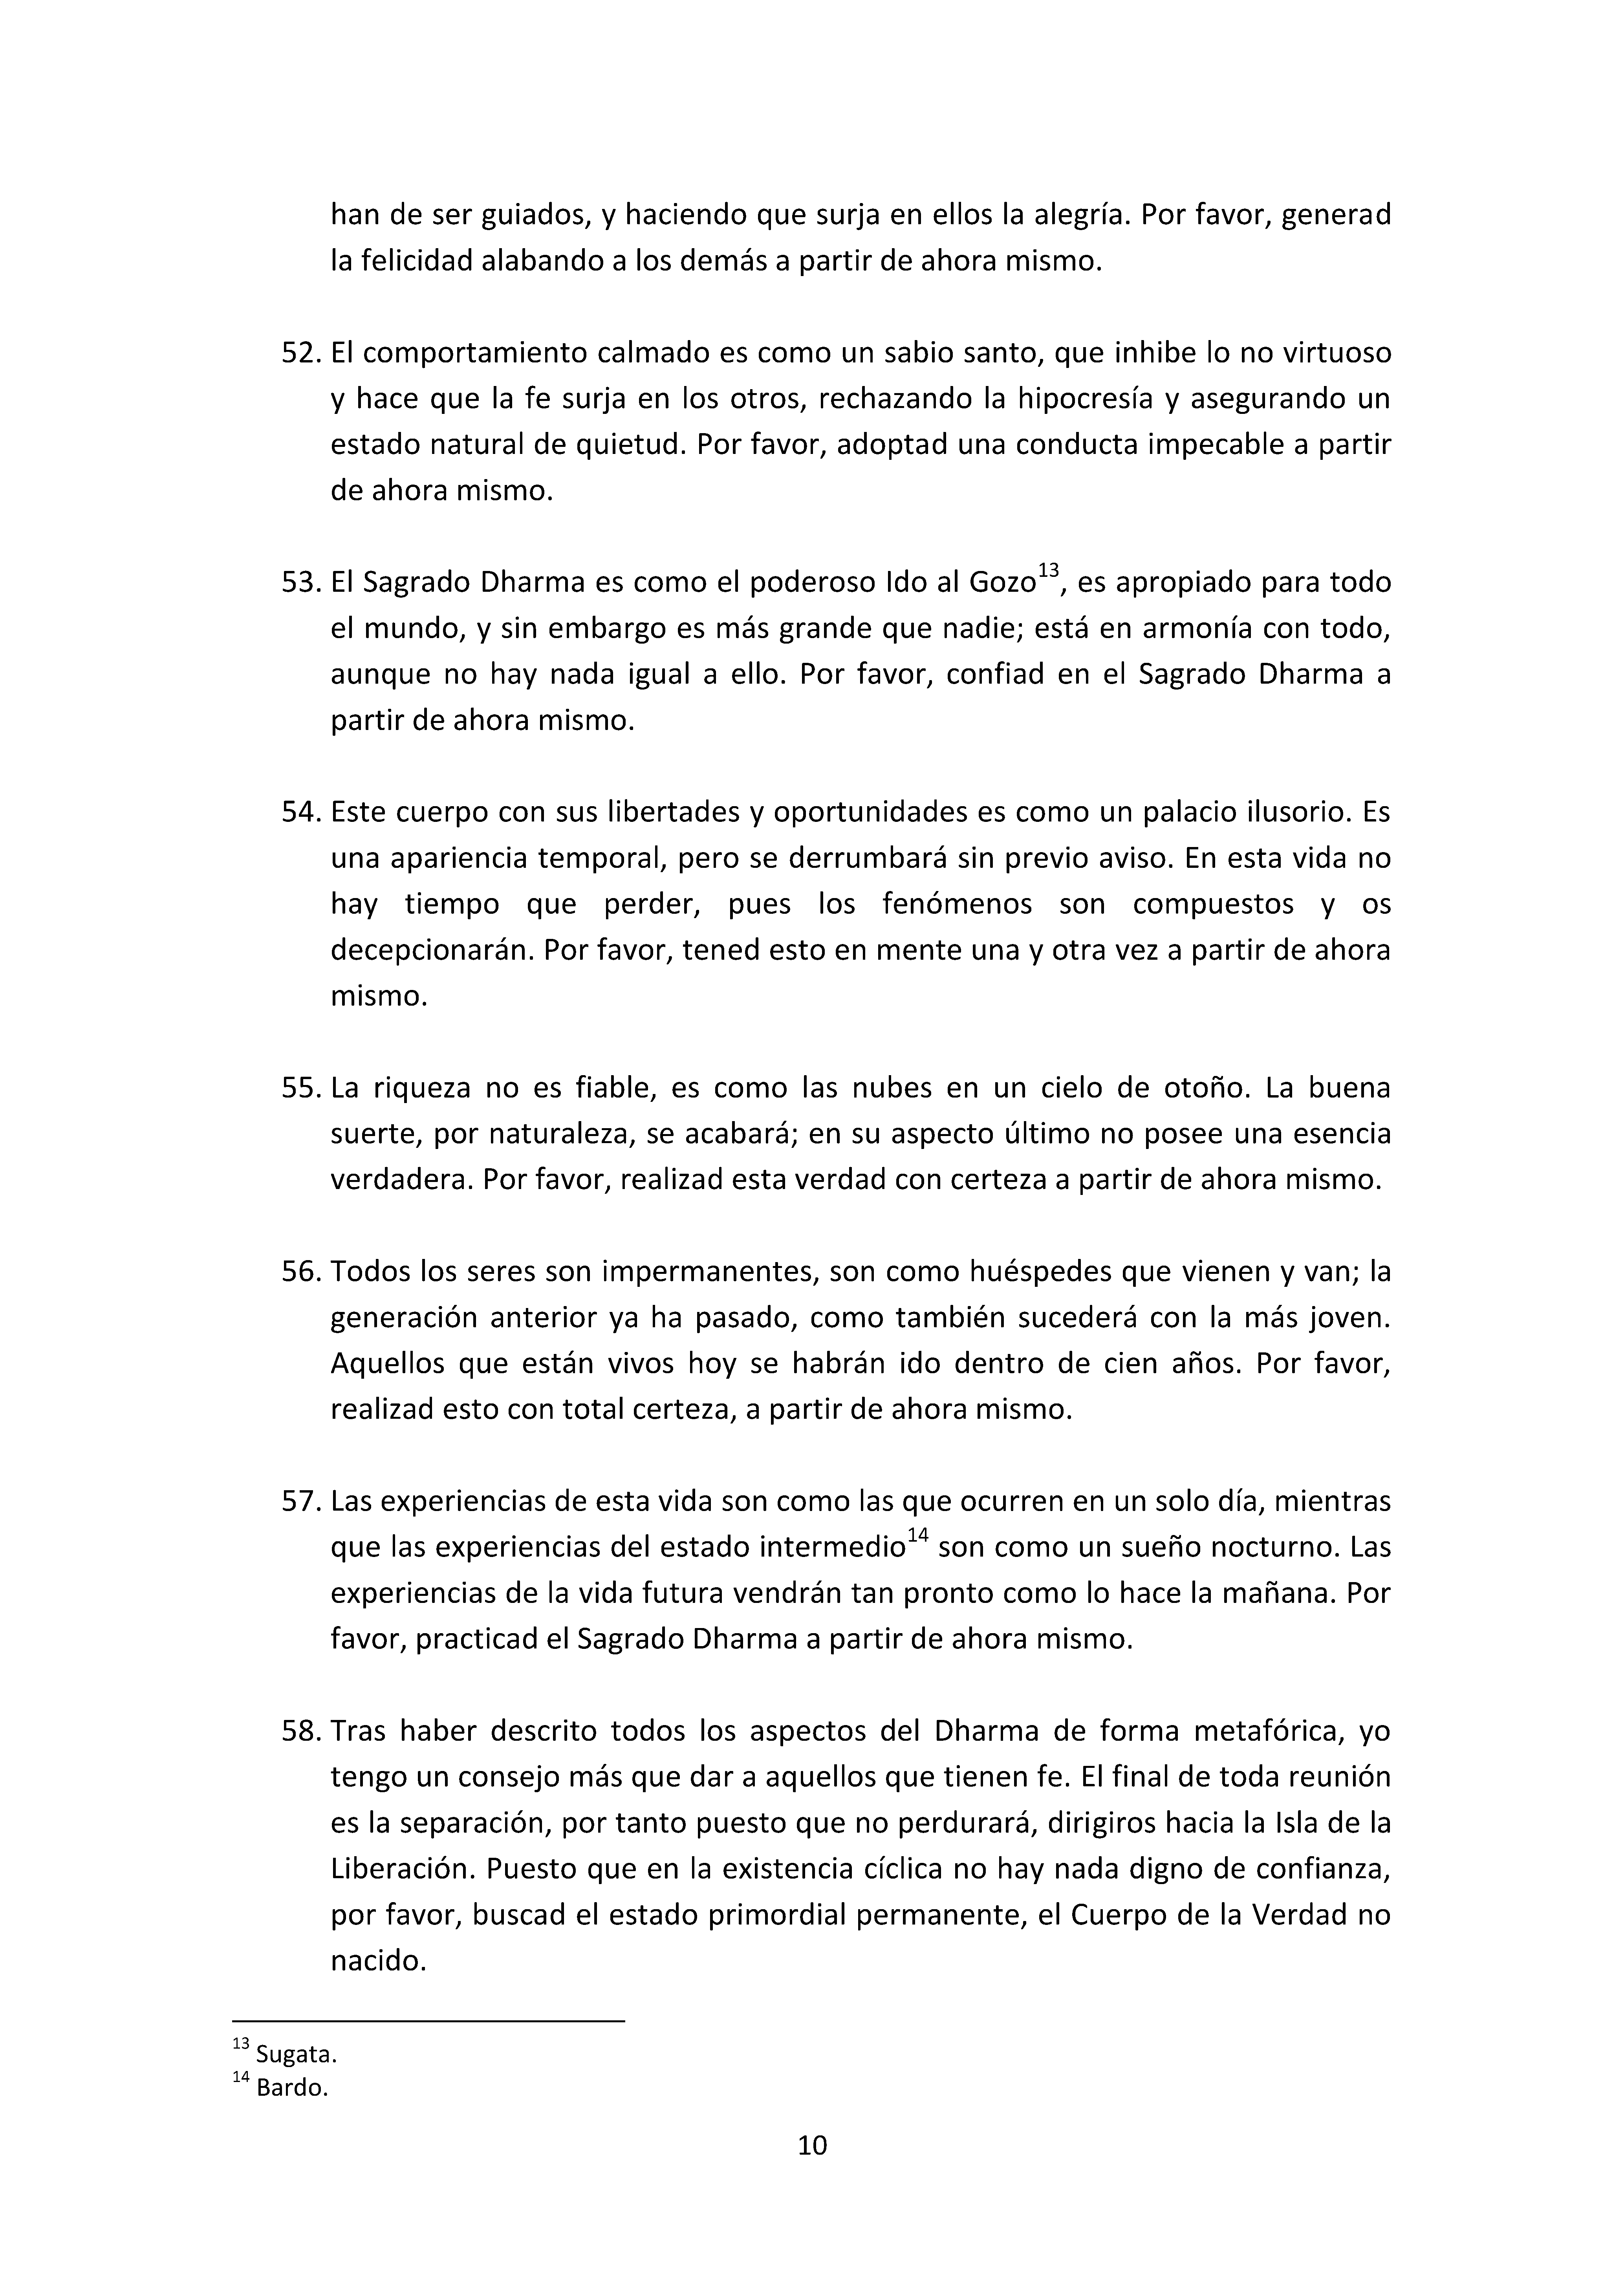 han de ser guiados, y haciendo que surja en ellos la alegría. Por favor, generad
la felicidad alabando a los demás a partir de ahora mismo.
52. El comportamiento calmado es como un sabio santo, que inhibe lo no virtuoso
y hace que la fe surja en los otros, rechazando la hipocresía y asegurando un
estado natural de quietud. Por favor, adoptad una conducta impecable a partir
de ahora mismo.
53. El Sagrado Dharma es como el poderoso Ido al Gozo13, es apropiado para todo
el mundo, y sin embargo es más grande que nadie; está en armonía con todo,
aunque no hay nada igual a ello. Por favor, confiad en el Sagrado Dharma a
partir de ahora mismo.
54. Este cuerpo con sus libertades y oportunidades es como un palacio ilusorio. Es
una apariencia temporal, pero se derrumbará sin previo aviso. En esta vida no
hay tiempo que perder, pues los fenómenos son compuestos y os
decepcionarán. Por favor, tened esto en mente una y otra vez a partir de ahora
mismo.
55. La riqueza no es fiable, es como las nubes en un cielo de otoño. La buena
suerte, por naturaleza, se acabará; en su aspecto último no posee una esencia
verdadera. Por favor, realizad esta verdad con certeza a partir de ahora mismo.
56. Todos los seres son impermanentes, son como huéspedes que vienen y van; la
generación anterior ya ha pasado, como también sucederá con la más joven.
Aquellos que están vivos hoy se habrán ido dentro de cien años. Por favor,
realizad esto con total certeza, a partir de ahora mismo.
57. Las experiencias de esta vida son como las que ocurren en un solo día, mientras
que las experiencias del estado intermedio14 son como un sueño nocturno. Las
experiencias de la vida futura vendrán tan pronto como lo hace la mañana. Por
favor, practicad el Sagrado Dharma a partir de ahora mismo.
58. Tras haber descrito todos los aspectos del Dharma de forma metafórica, yo
tengo un consejo más que dar a aquellos que tienen fe. El final de toda reunión
es la separación, por tanto puesto que no perdurará, dirigiros hacia la Isla de la
Liberación. Puesto que en la existencia cíclica no hay nada digno de confianza,
por favor, buscad el estado primordial permanente, el Cuerpo de la Verdad no
nacido.
13 Sugata.
14 Bardo.
10